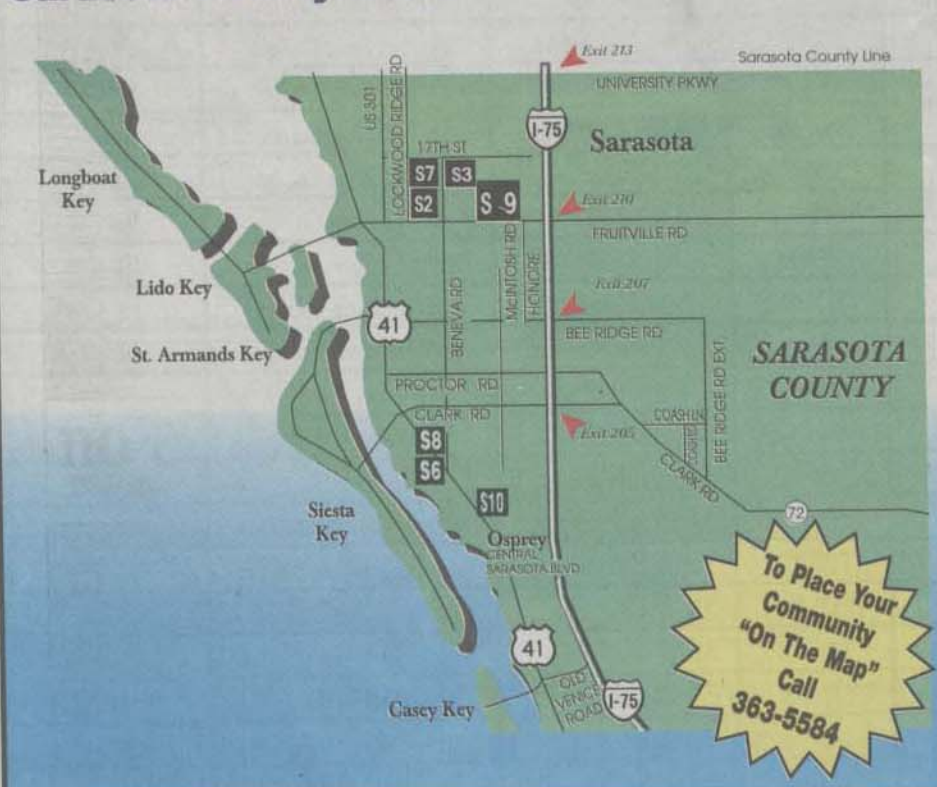 Exit 213
Sarasota County Line
UNIVERSITY PKWY
US 301
LOCKWOOD RIDGE RD
I-75
Sarasota
17TH ST
S7
S3
S2
S-9
Longboat
Key
Exit 210
FRUITVILLE RD
McINTOSH RD
HONORE
Lido Key
Exit 207
BENEVA RD
41
BEE RIDGE RD
St. Armands Key
SARASOTA
COUNTY
BEE RIDGE RD EXT
PROCTOR RD
CLARK RD
COASH LN
Exit 205
S8
S6
CLARK RD
S10
Siesta
Key
72
Osprey
CENTRAL
SARASOTA BLVD
To Place Your
Community
"On The Map"
Call
363-5584
41
OLD
VENICE
ROAD
I-75
Casey Key